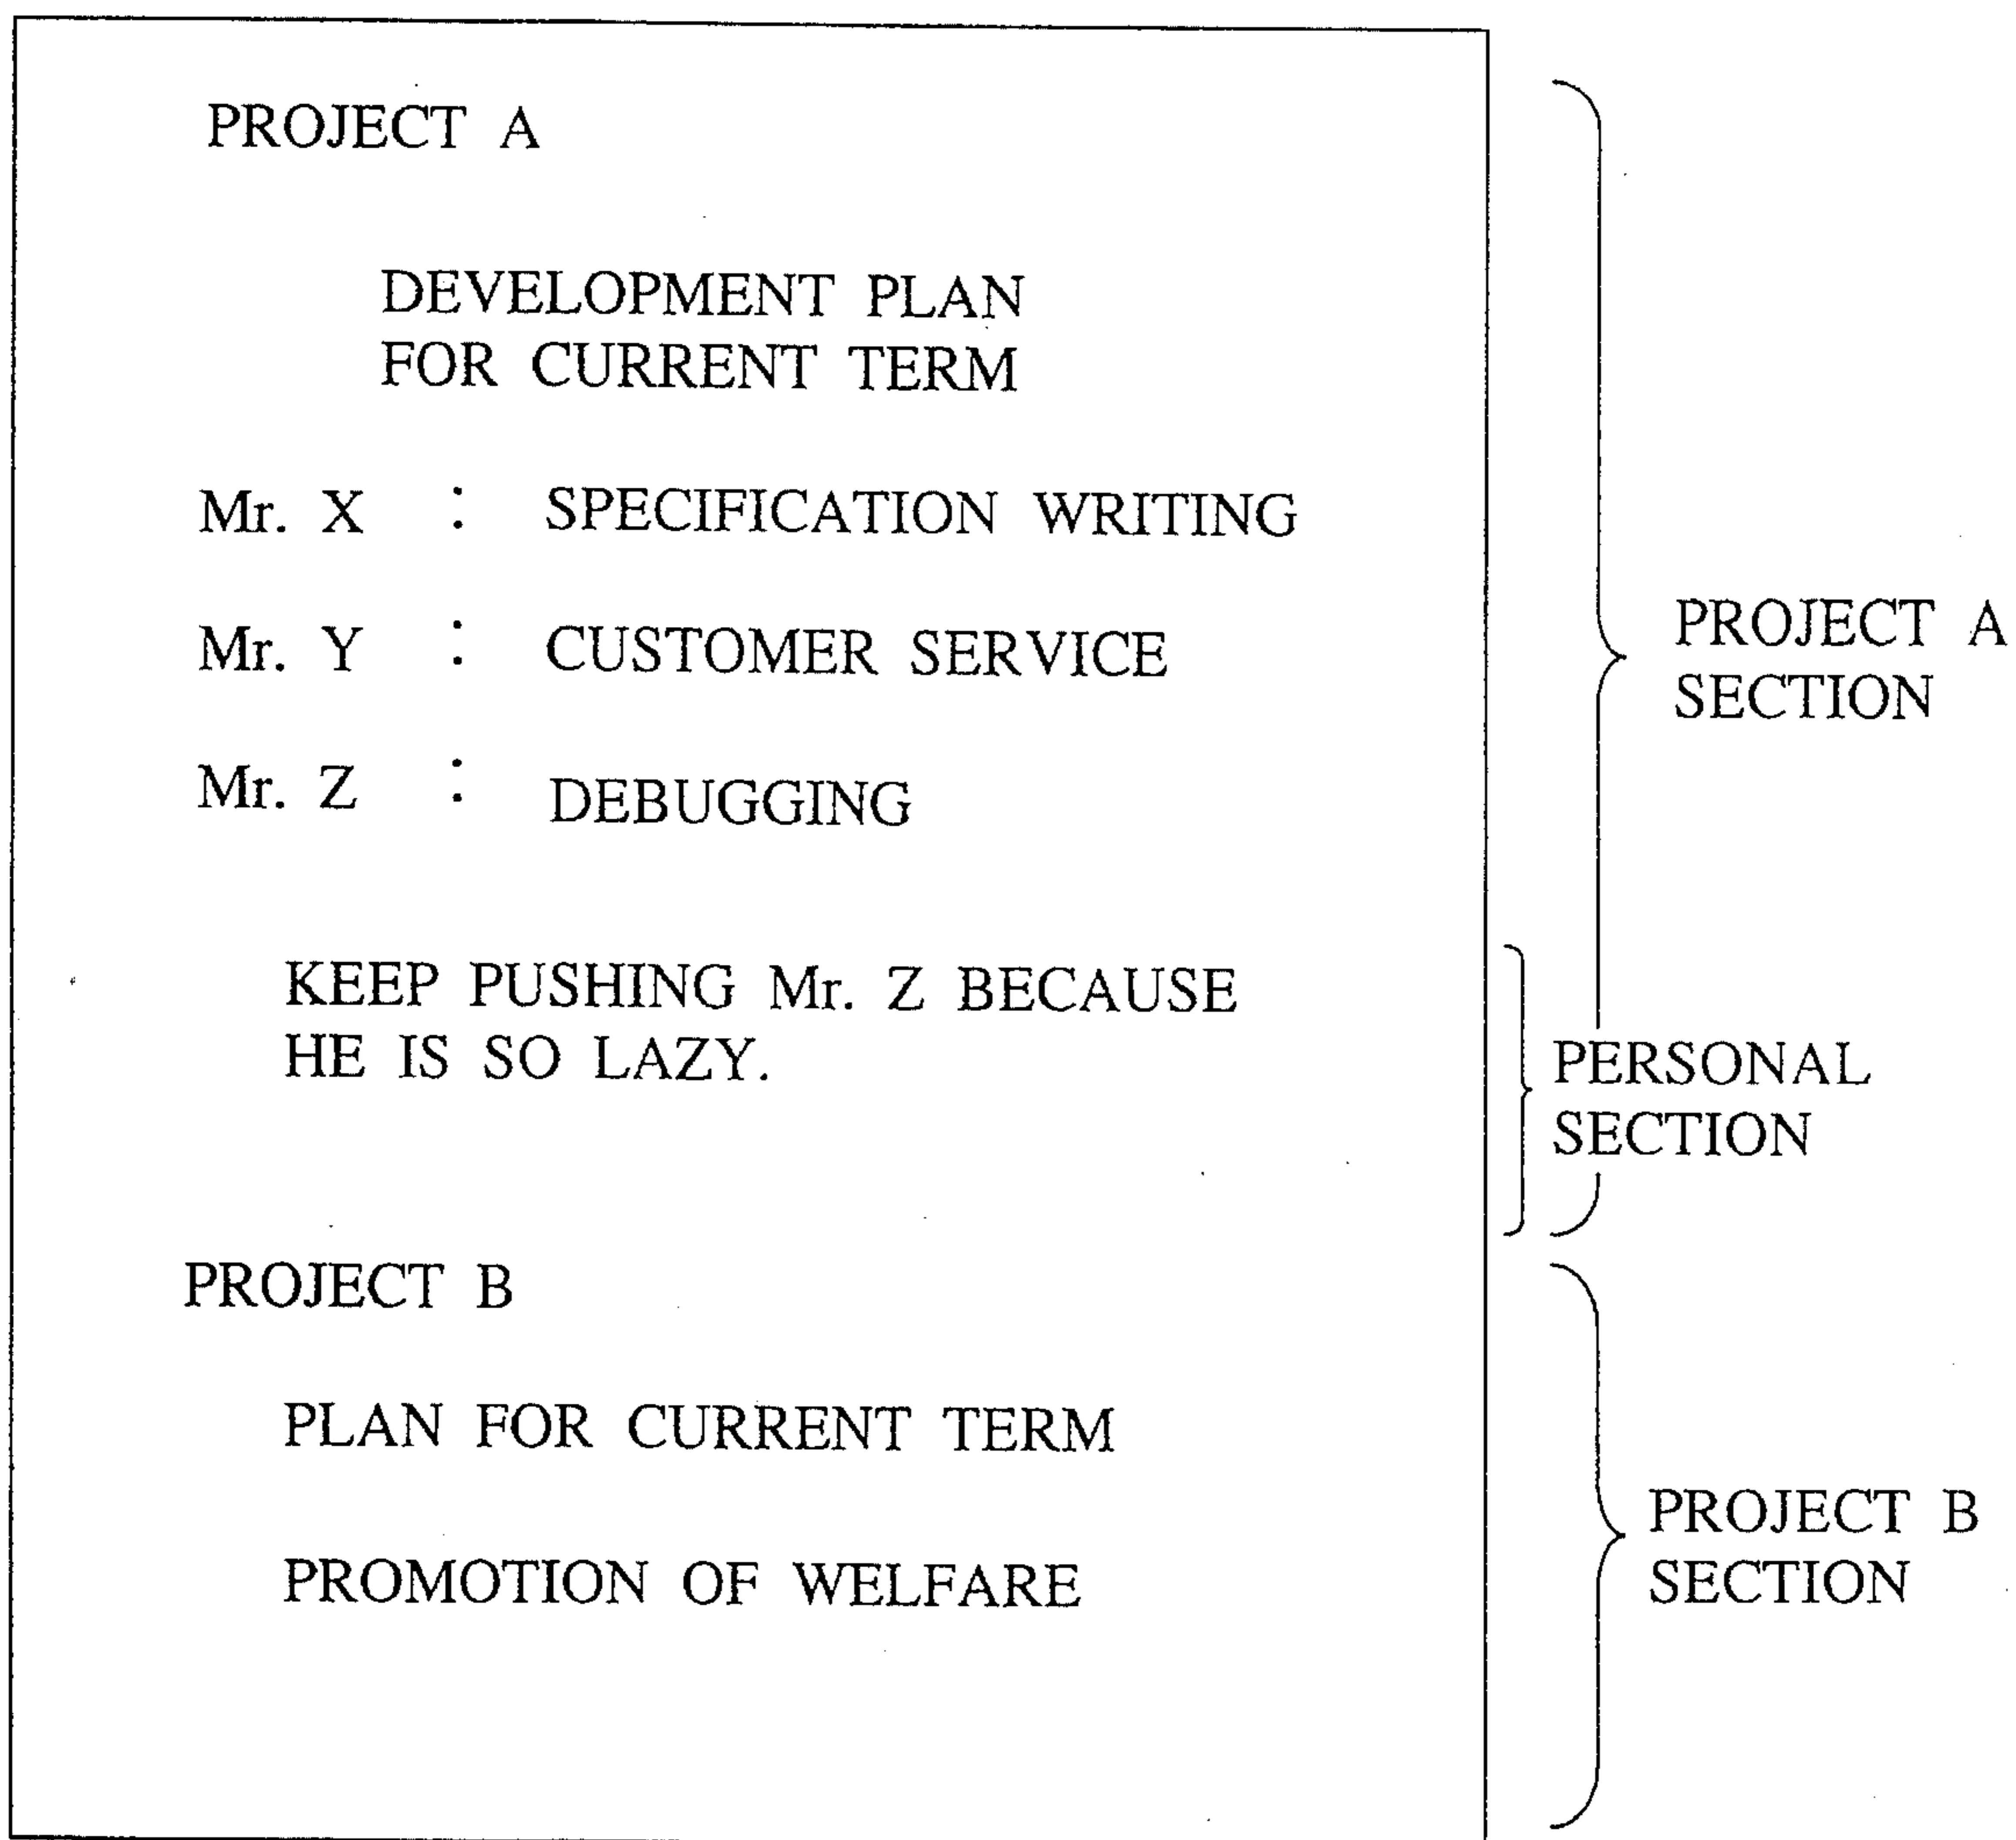 PROJECT A
DEVELOPMENT PLAN
FOR CURRENT TERM
Mr. X : SPECIFICATION WRITING
Mr. Y : CUSTOMER SERVICE
Mr. Z : DEBUGGING
KEEP PUSHING Mr. Z BECAUSE
HE IS SO LAZY.
PROJECT B
PLAN FOR CURRENT TERM
PROMOTION OF WELFARE
PROJECT A
SECTION
PERSONAL
SECTION
PROJECT B
SECTION